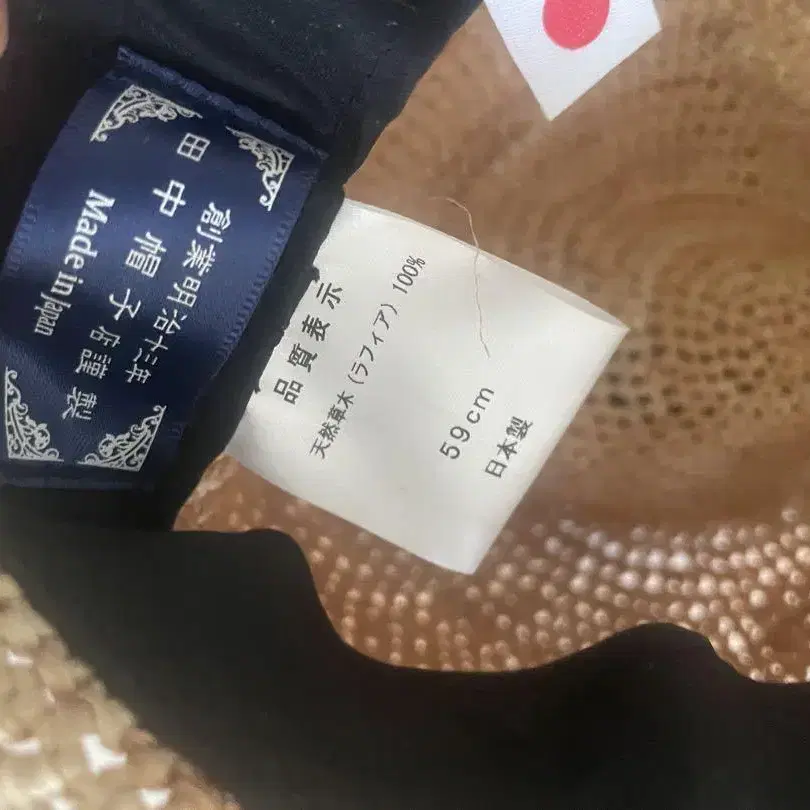 創業明治十三年
田中帽子店謹製
Made in Japan
品質表示
天然草木（ラフィア）100%
59cm
日本製